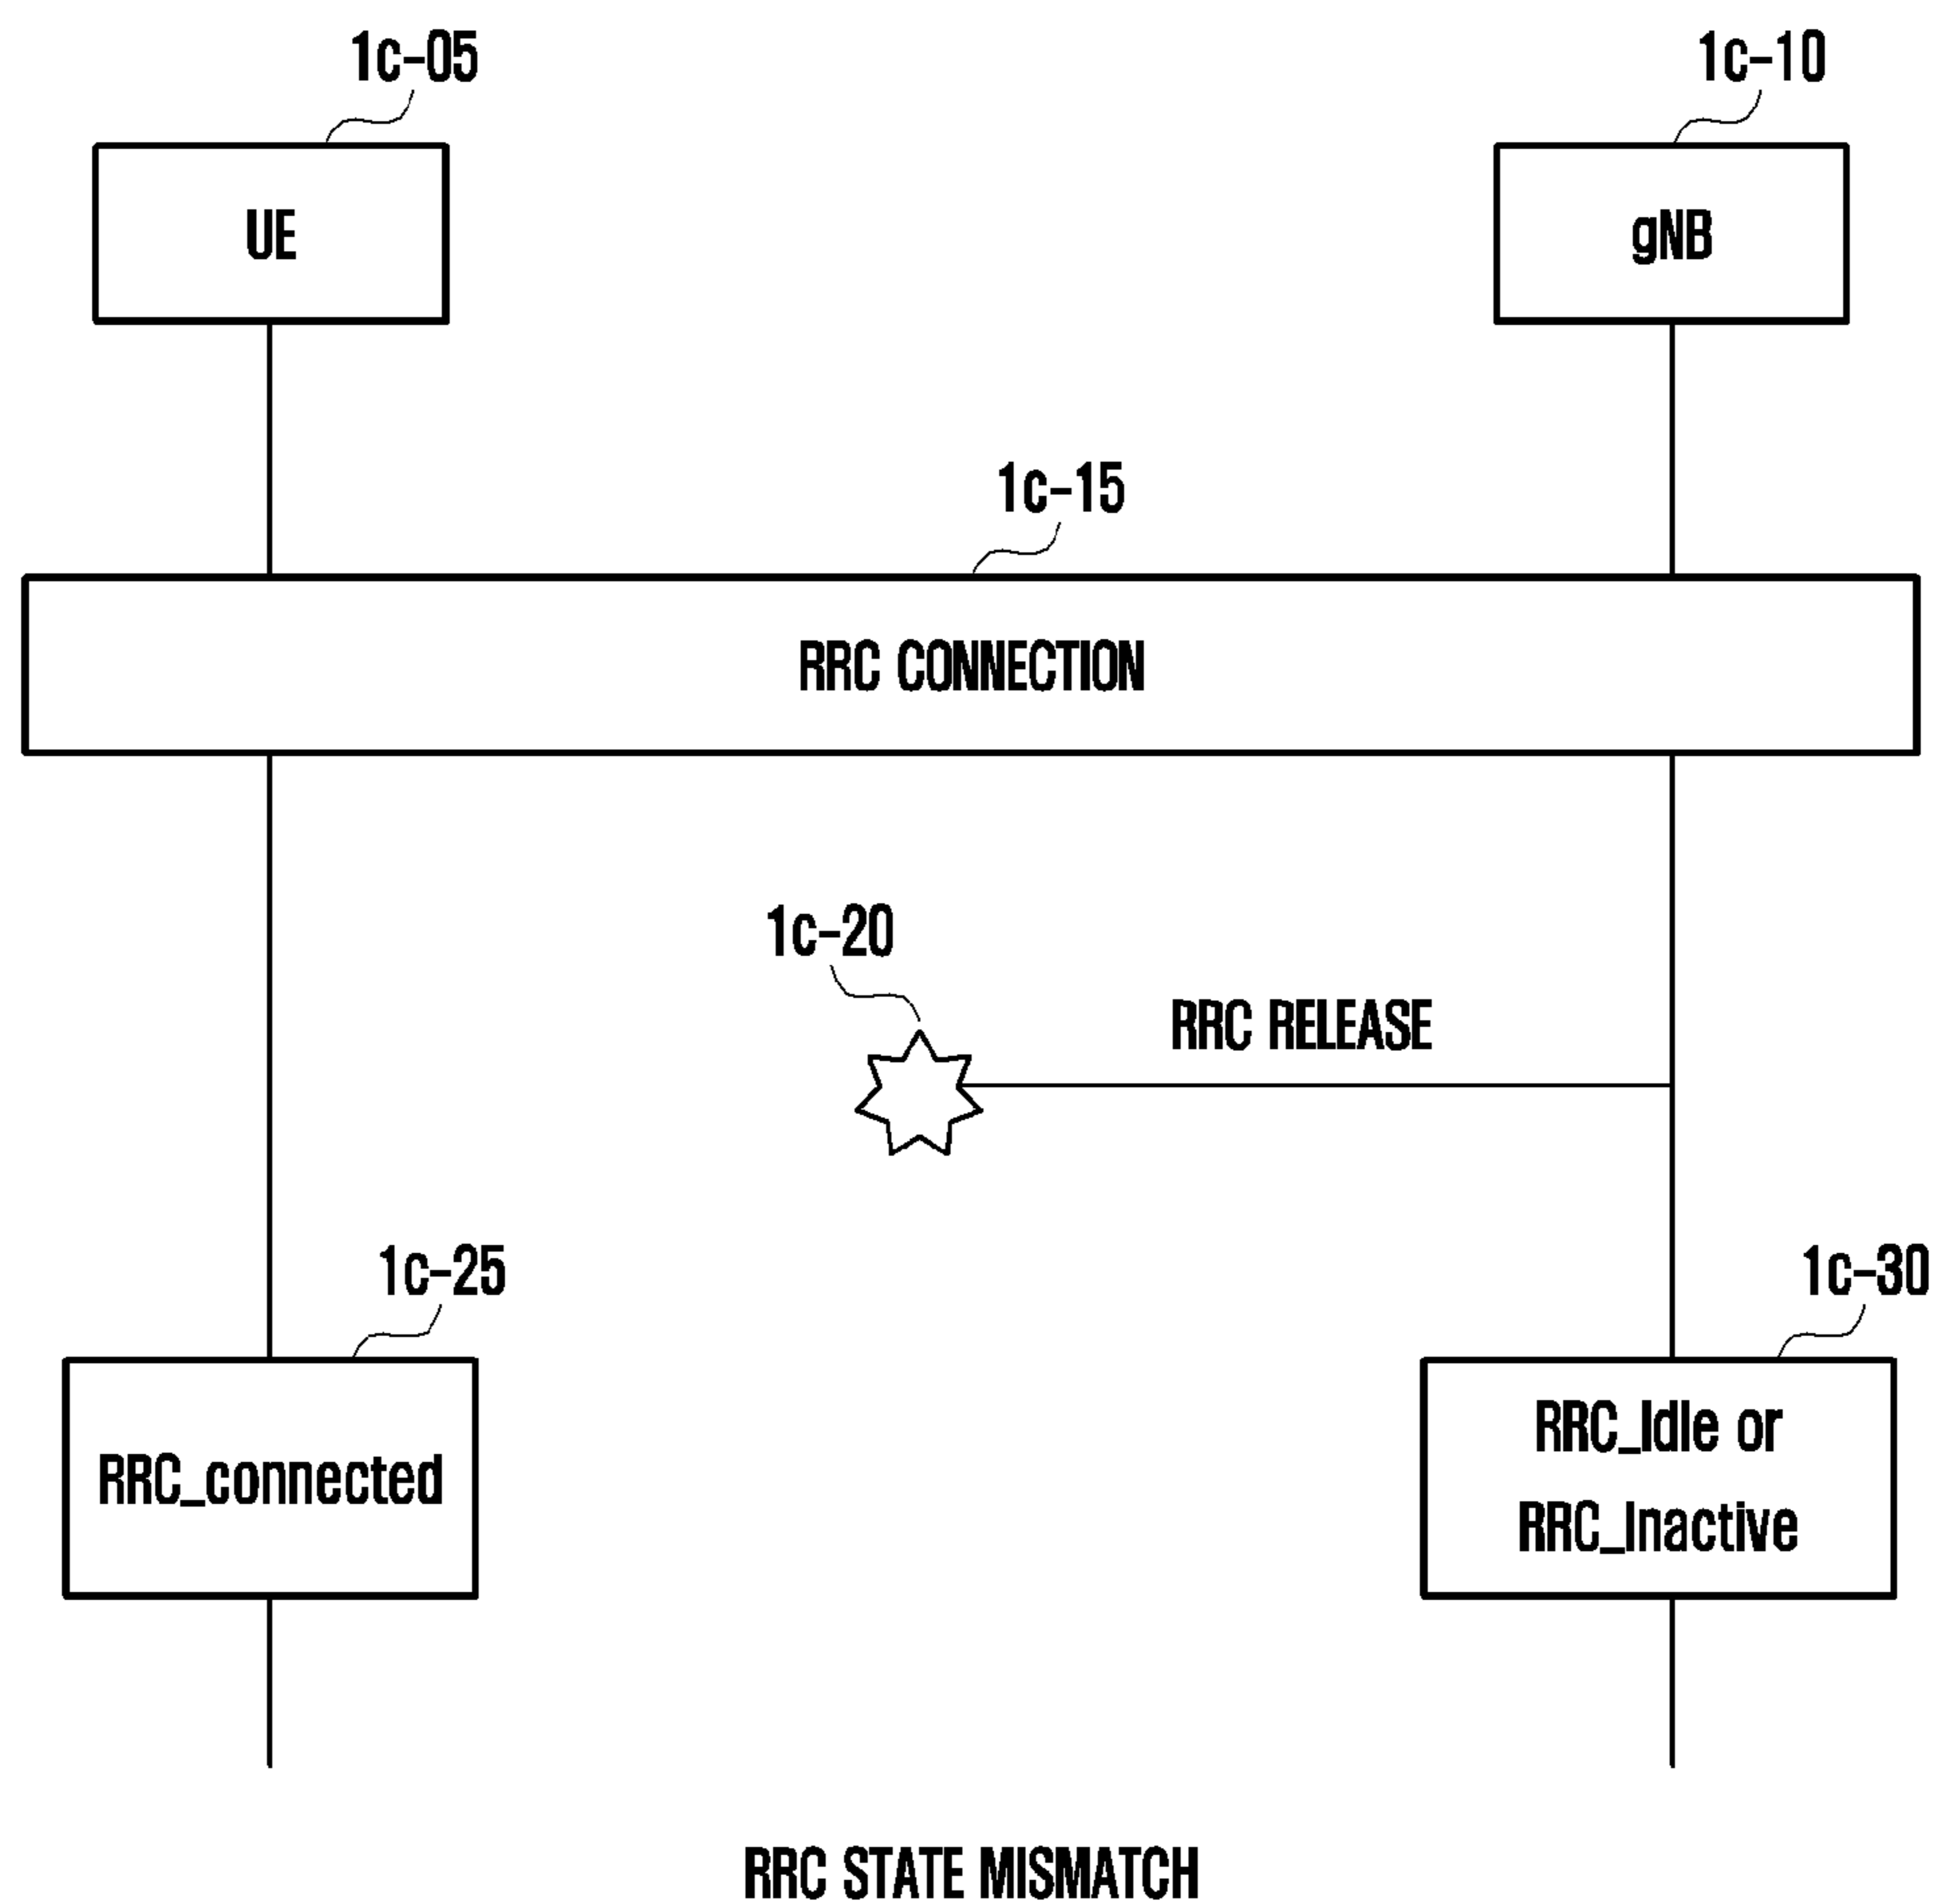 1c-05
1c-10
UE
gNB
1c-15
RRC CONNECTION
1c-20
RRC RELEASE
1c-25
1c-30
RRC_connected
RRC_Idle or
RRC_Inactive
RRC STATE MISMATCH